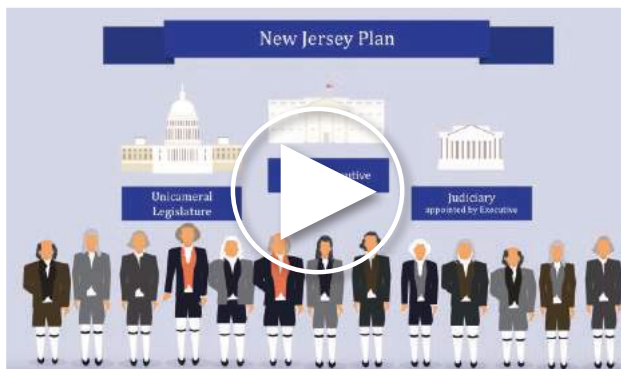 New Jersey Plan
Unicameral
Legislature
Judiciary
appointed by Executive